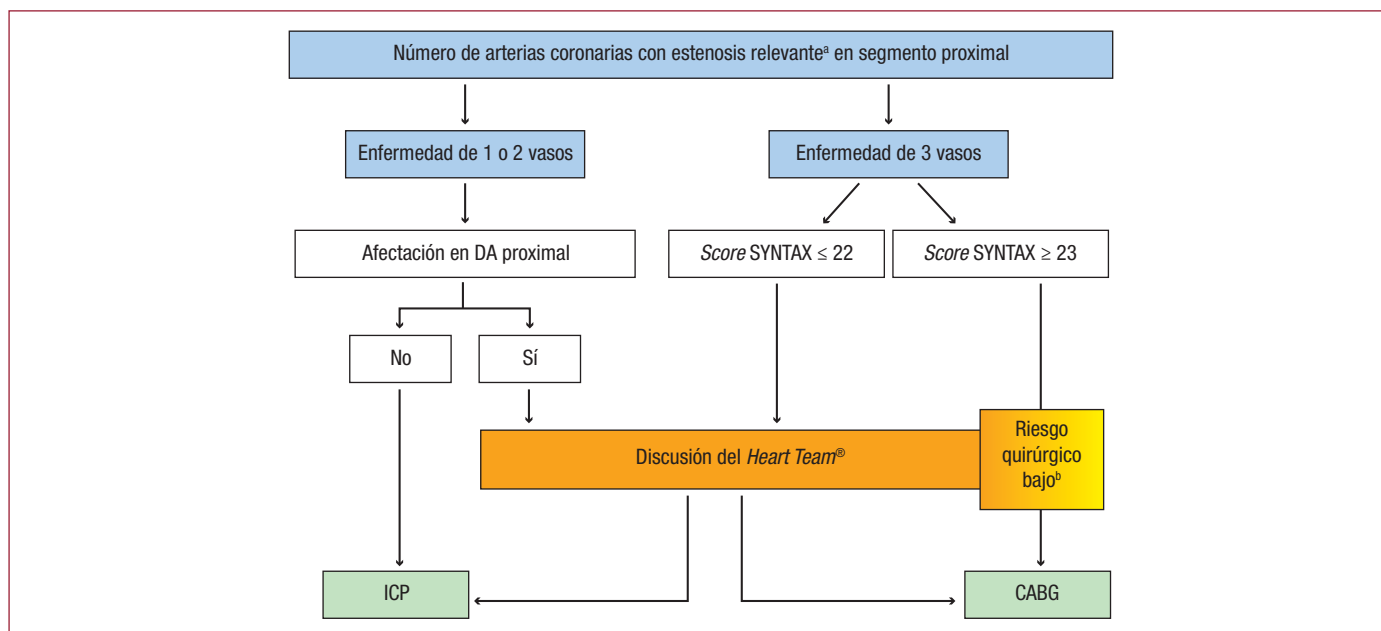 Número de arterias coronarias con estenosis relevanteᵃ en segmento proximal
Enfermedad de 1 o 2 vasos
Enfermedad de 3 vasos
Afectación en DA proximal
Score SYNTAX ≤ 22
Score SYNTAX ≥ 23
No
Sí
Discusión del Heart Team®
Riesgo
quirúrgico
bajoᵇ
ICP
CABG